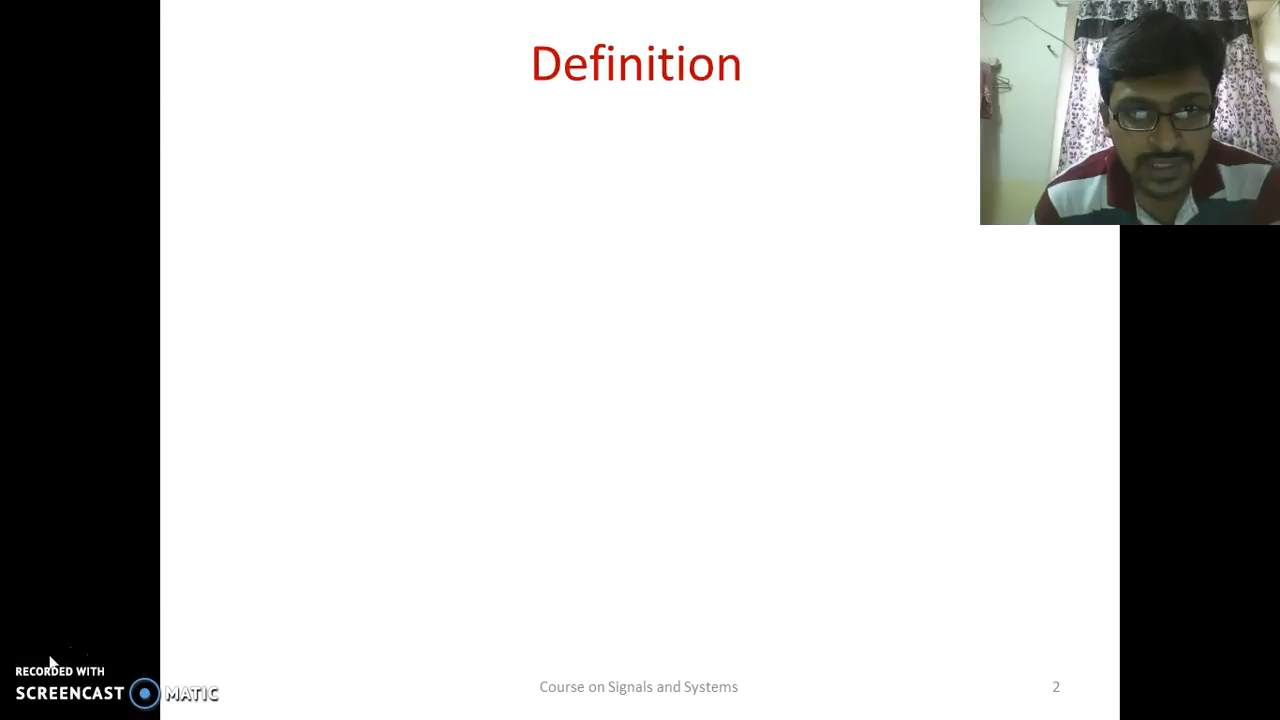 Definition
RECORDED WITH
SCREENCAST MATIC
Course on Signals and Systems
2